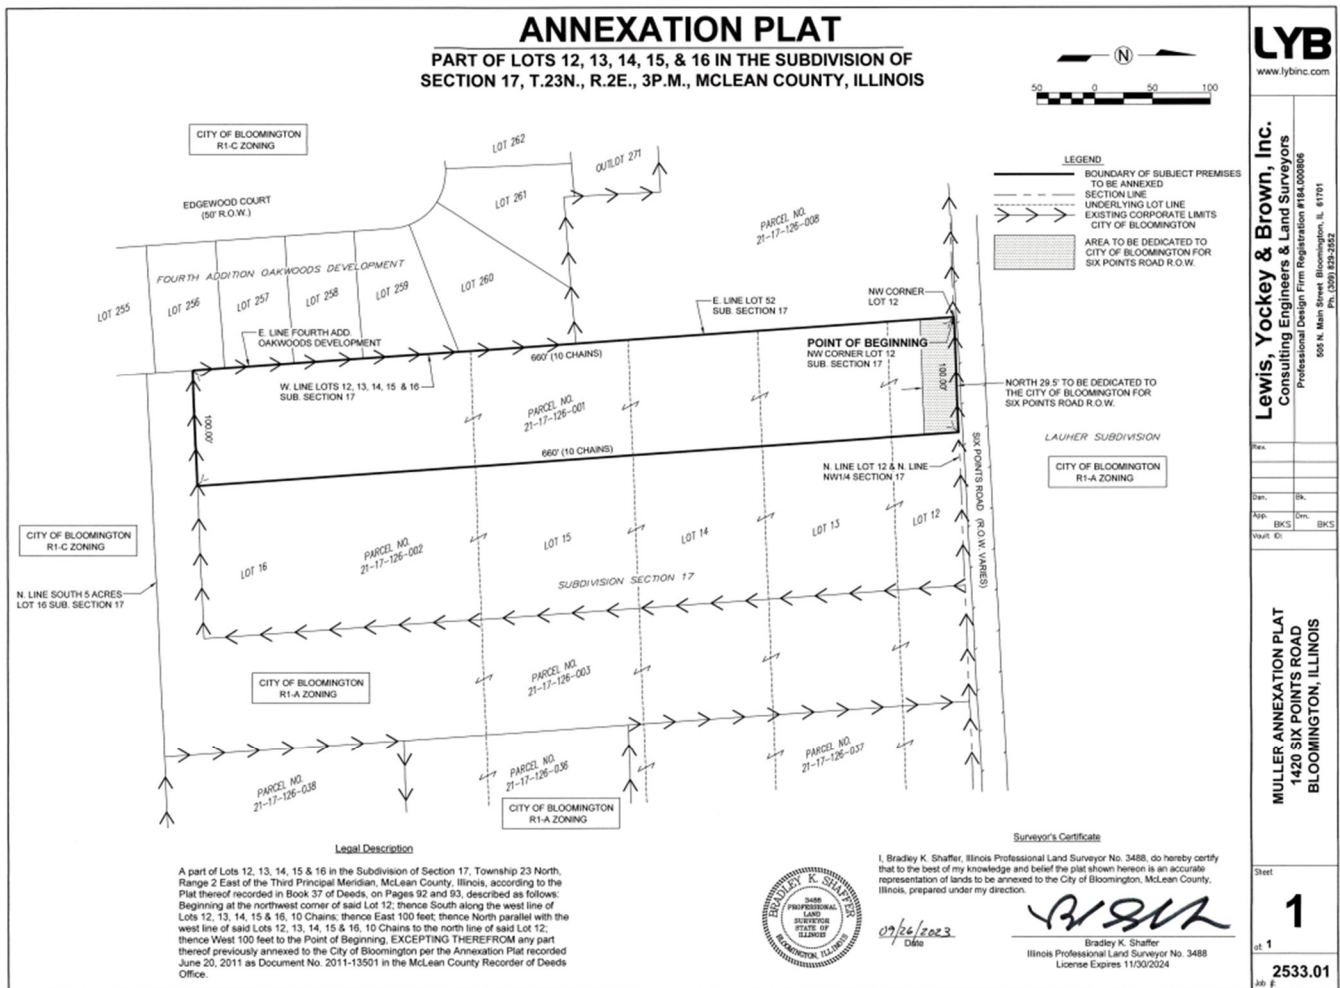 ANNEXATION PLAT
PART OF LOTS 12, 13, 14, 15, & 16 IN THE SUBDIVISION OF
SECTION 17, T.23N., R.2E., 3P.M., MCLEAN COUNTY, ILLINOIS
N
50 0 50 100
LEGEND
BOUNDARY OF SUBJECT PREMISES
TO BE ANNEXED
SECTION LINE
UNDERLYING LOT LINE
EXISTING CORPORATE LIMITS
CITY OF BLOOMINGTON
AREA TO BE DEDICATED TO
CITY OF BLOOMINGTON FOR
SIX POINTS ROAD R.O.W.
CITY OF BLOOMINGTON
R1-C ZONING
EDGEWOOD COURT
(50' R.O.W.)
LOT 262
OUTLOT 271
LOT 261
PARCEL NO.
21-17-126-008
FOURTH ADDITION OAKWOODS DEVELOPMENT
LOT 255
LOT 256
LOT 257
LOT 258
LOT 259
LOT 260
E. LINE FOURTH ADD.
OAKWOODS DEVELOPMENT
E. LINE LOT 52
SUB. SECTION 17
NW CORNER
LOT 12
660' (10 CHAINS)
POINT OF BEGINNING
NW CORNER LOT 12
SUB. SECTION 17
W. LINE LOTS 12, 13, 14, 15 & 16
SUB. SECTION 17
100.00'
100.00'
PARCEL NO.
21-17-126-001
NORTH 29.5' TO BE DEDICATED TO
THE CITY OF BLOOMINGTON FOR
SIX POINTS ROAD R.O.W.
660' (10 CHAINS)
LAUHER SUBDIVISION
CITY OF BLOOMINGTON
R1-A ZONING
N. LINE LOT 12 & N. LINE
NW1/4 SECTION 17
SIX POINTS ROAD (R.O.W. VARIES)
CITY OF BLOOMINGTON
R1-C ZONING
LOT 16
PARCEL NO.
21-17-126-002
LOT 15
LOT 14
LOT 13
LOT 12
SUBDIVISION SECTION 17
N. LINE SOUTH 5 ACRES
LOT 16 SUB. SECTION 17
CITY OF BLOOMINGTON
R1-A ZONING
PARCEL NO.
21-17-126-003
PARCEL NO.
21-17-126-038
PARCEL NO.
21-17-126-036
PARCEL NO.
21-17-126-037
CITY OF BLOOMINGTON
R1-A ZONING
Legal Description
A part of Lots 12, 13, 14, 15 & 16 in the Subdivision of Section 17, Township 23 North,
Range 2 East of the Third Principal Meridian, McLean County, Illinois, according to the
Plat thereof recorded in Book 37 of Deeds, on Pages 92 and 93, described as follows:
Beginning at the northwest corner of said Lot 12; thence South along the west line of
Lots 12, 13, 14, 15 & 16, 10 Chains; thence East 100 feet; thence North parallel with the
west line of said Lots 12, 13, 14, 15 & 16, 10 Chains to the north line of said Lot 12;
thence West 100 feet to the Point of Beginning, EXCEPTING THEREFROM any part
thereof previously annexed to the City of Bloomington per the Annexation Plat recorded
June 20, 2011 as Document No. 2011-13501 in the McLean County Recorder of Deeds
Office.
BRADLEY K. SHAFFER
3488
PROFESSIONAL
LAND
SURVEYOR
STATE OF
ILLINOIS
BLOOMINGTON, ILLINOIS
Surveyor's Certificate
I, Bradley K. Shaffer, Illinois Professional Land Surveyor No. 3488, do hereby certify
that to the best of my knowledge and belief the plat shown hereon is an accurate
representation of lands to be annexed to the City of Bloomington, McLean County,
Illinois, prepared under my direction.
09/26/2023
Date
Bradley K. Shaffer
Illinois Professional Land Surveyor No. 3488
License Expires 11/30/2024
LYB
www.lybinc.com
Lewis, Yockey & Brown, Inc.
Consulting Engineers & Land Surveyors
Professional Design Firm Registration #184.000806
505 N. Main Street Bloomington, IL 61701
Ph. (309) 829-2552
Rev.
Dsn.
Bk.
App. BKS
Drn. BKS
Vault ID:
MULLER ANNEXATION PLAT
1420 SIX POINTS ROAD
BLOOMINGTON, ILLINOIS
Sheet
1
of: 1
2533.01
Job #: